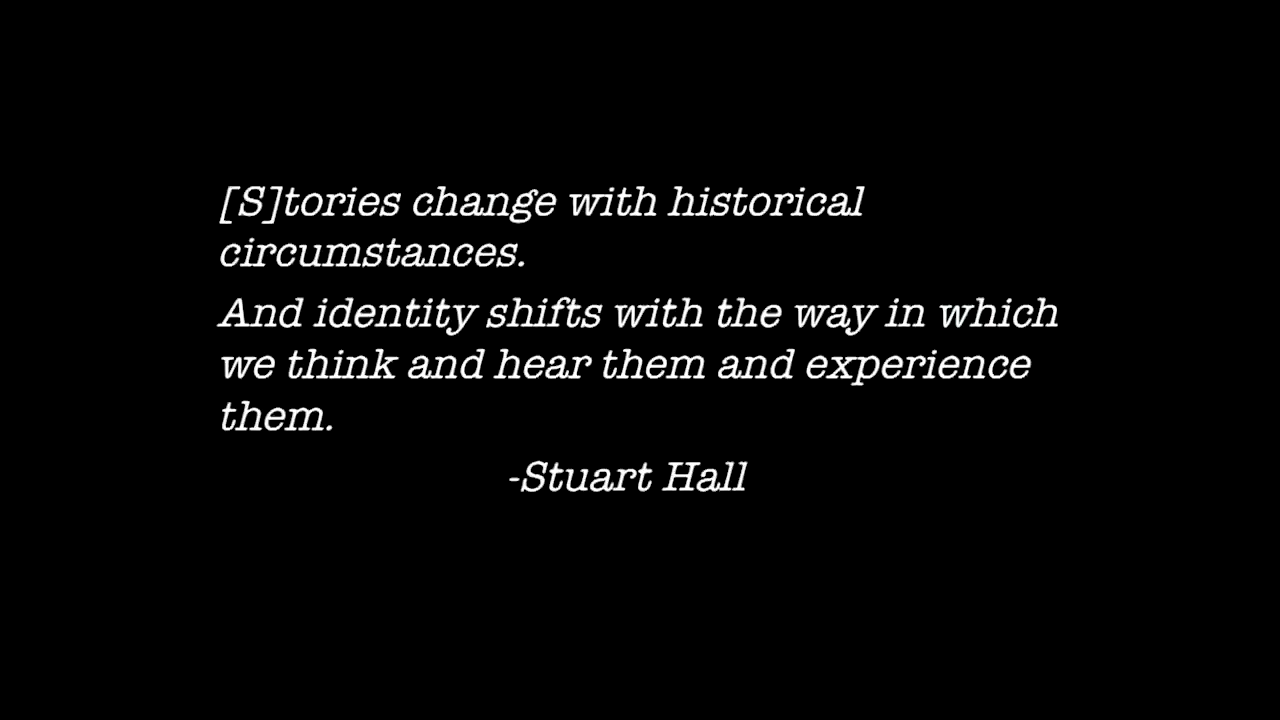 [S]tories change with historical
circumstances.
And identity shifts with the way in which
we think and hear them and experience
them.
-Stuart Hall